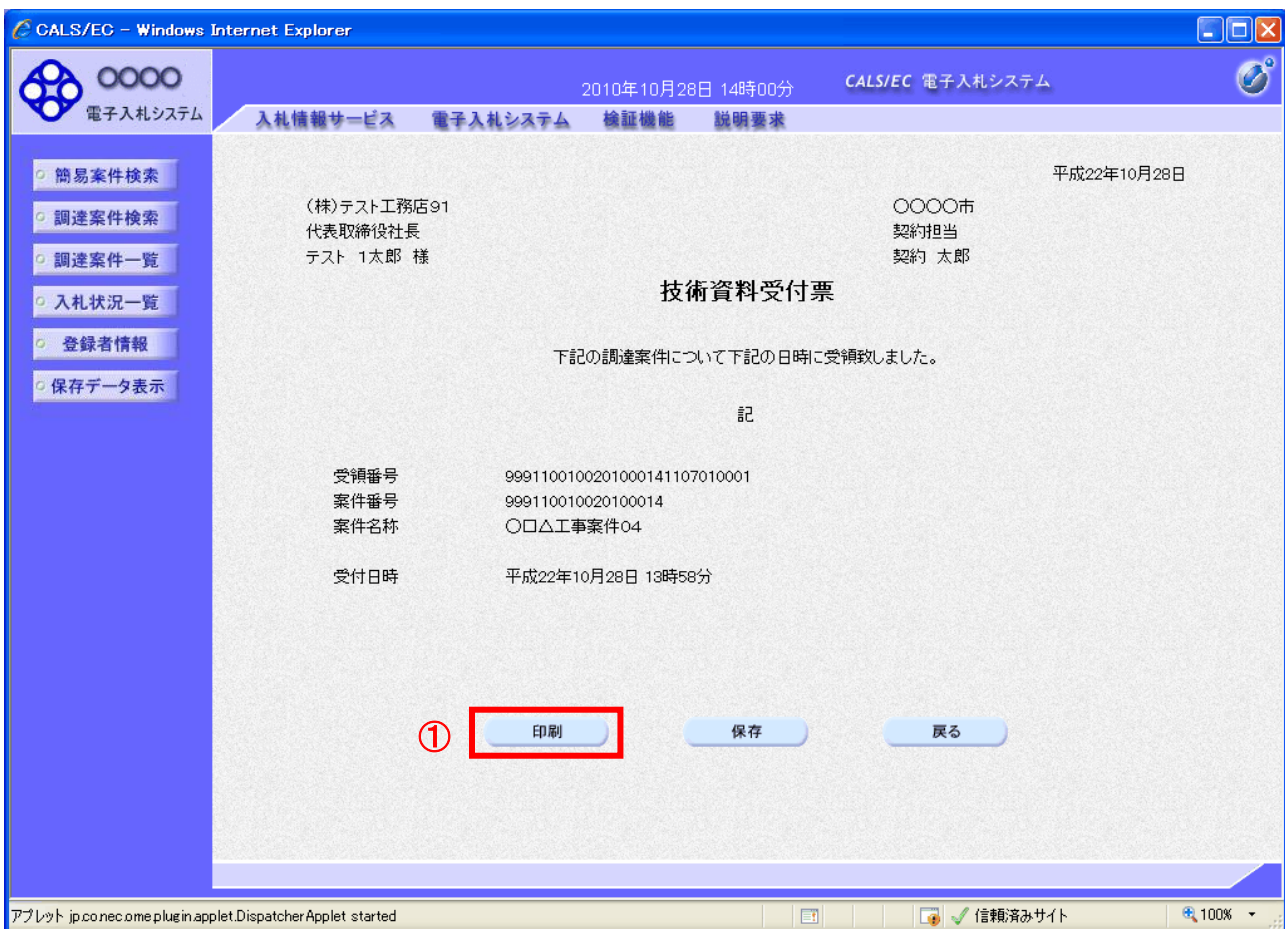 CALS/EC - Windows Internet Explorer
〇〇〇〇
電子入札システム
2010年10月28日 14時00分
CALS/EC 電子入札システム
入札情報サービス 電子入札システム 検証機能 説明要求
簡易案件検索
調達案件検索
調達案件一覧
入札状況一覧
登録者情報
保存データ表示
平成22年10月28日
(株)テスト工務店91
代表取締役社長
テスト 1太郎 様
〇〇〇〇市
契約担当
契約 太郎
技術資料受付票
下記の調達案件について下記の日時に受領致しました。
記
受領番号 9991100100201000141107010001
案件番号 999110010020100014
案件名称 〇口△工事案件04
受付日時 平成22年10月28日 13時58分
① 印刷 保存 戻る
アプレット jp.co.nec.ome.plugin.applet.DispatcherApplet started
信頼済みサイト
100%